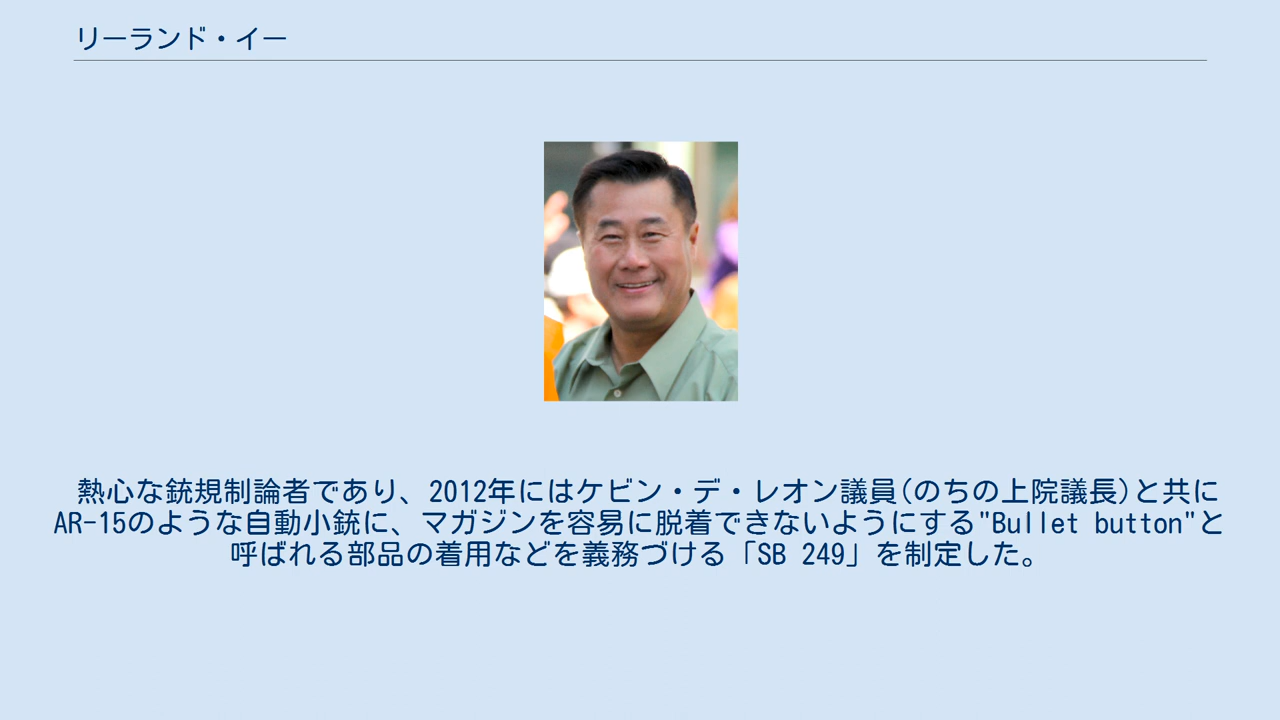 リーランド・イー
熱心な銃規制論者であり、2012年にはケビン・デ・レオン議員(のちの上院議長)と共に
AR-15のような自動小銃に、マガジンを容易に脱着できないようにする"Bullet button"と
呼ばれる部品の着用などを義務づける「SB 249」を制定した。